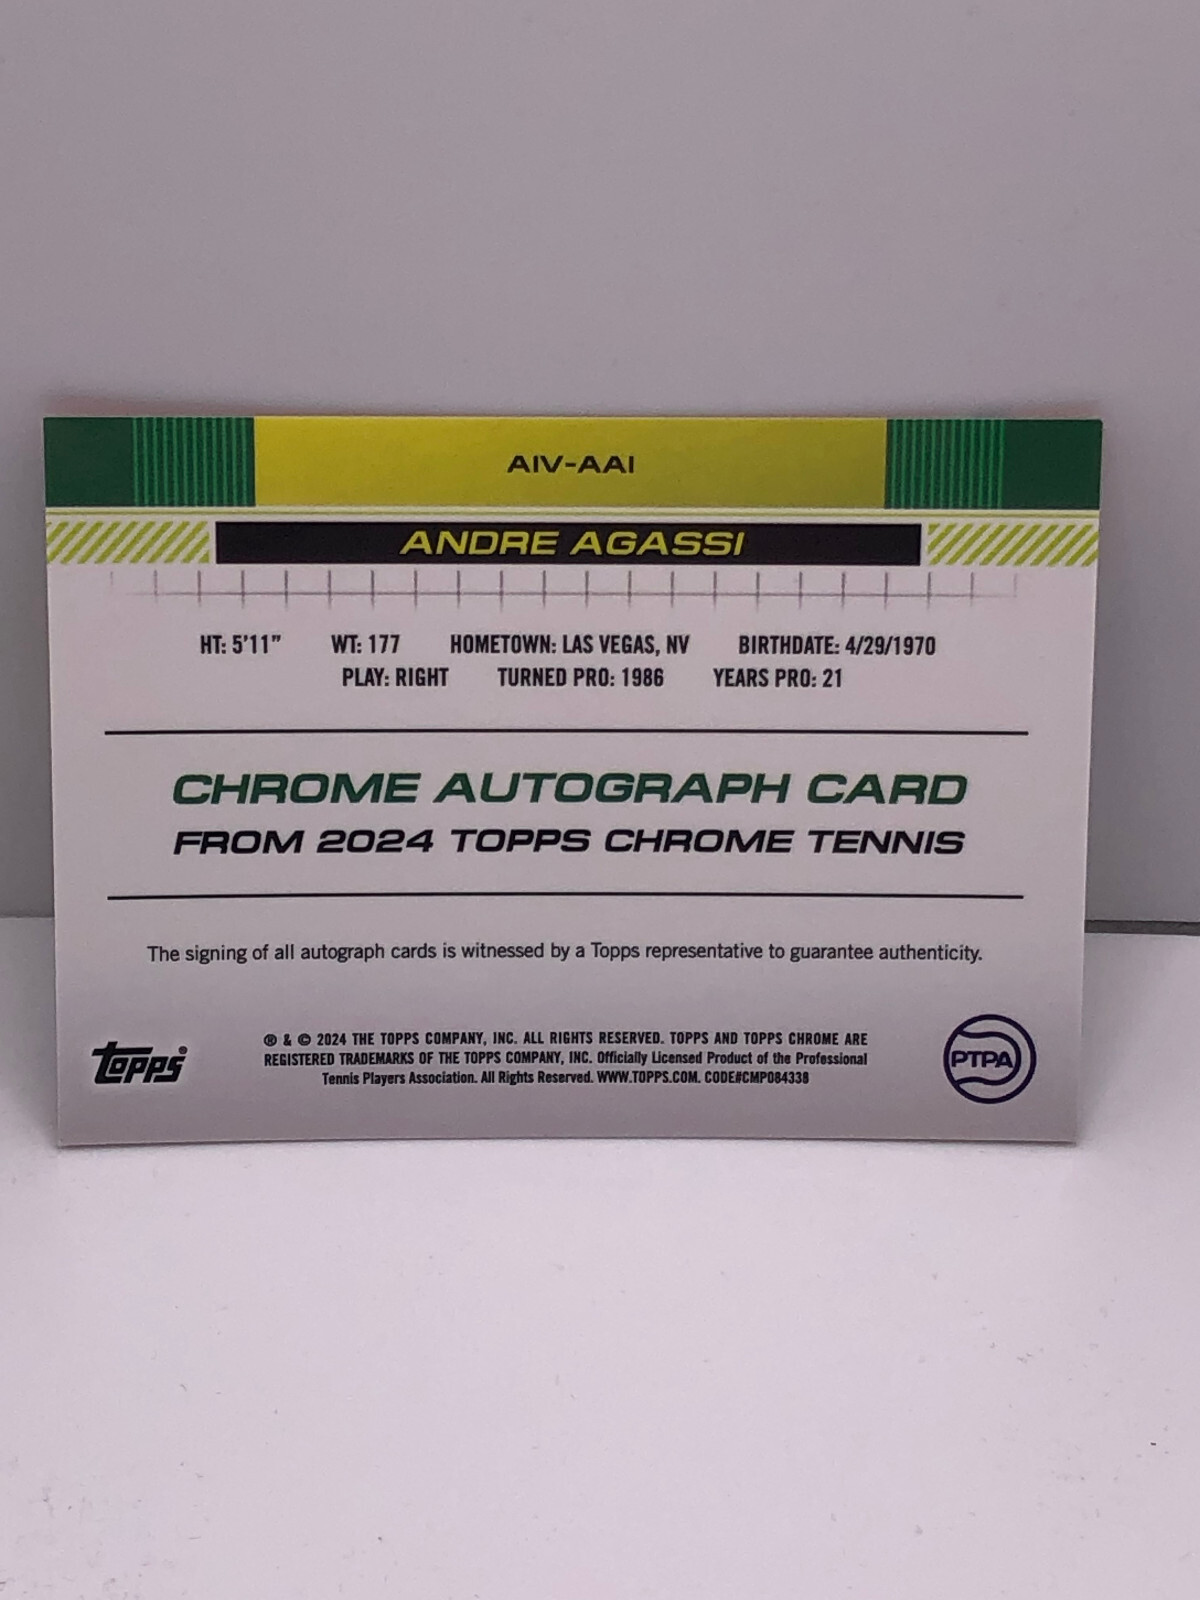 AIV-AAI
ANDRE AGASSI
HT: 5'11" WT: 177 HOMETOWN: LAS VEGAS, NV BIRTHDATE: 4/29/1970
PLAY: RIGHT TURNED PRO: 1986 YEARS PRO: 21
CHROME AUTOGRAPH CARD
FROM 2024 TOPPS CHROME TENNIS
The signing of all autograph cards is witnessed by a Topps representative to guarantee authenticity.
topps®
® & © 2024 THE TOPPS COMPANY, INC. ALL RIGHTS RESERVED. TOPPS AND TOPPS CHROME ARE
REGISTERED TRADEMARKS OF THE TOPPS COMPANY, INC. Officially Licensed Product of the Professional
Tennis Players Association. All Rights Reserved. WWW.TOPPS.COM. CODE#CMP084338
PTPA